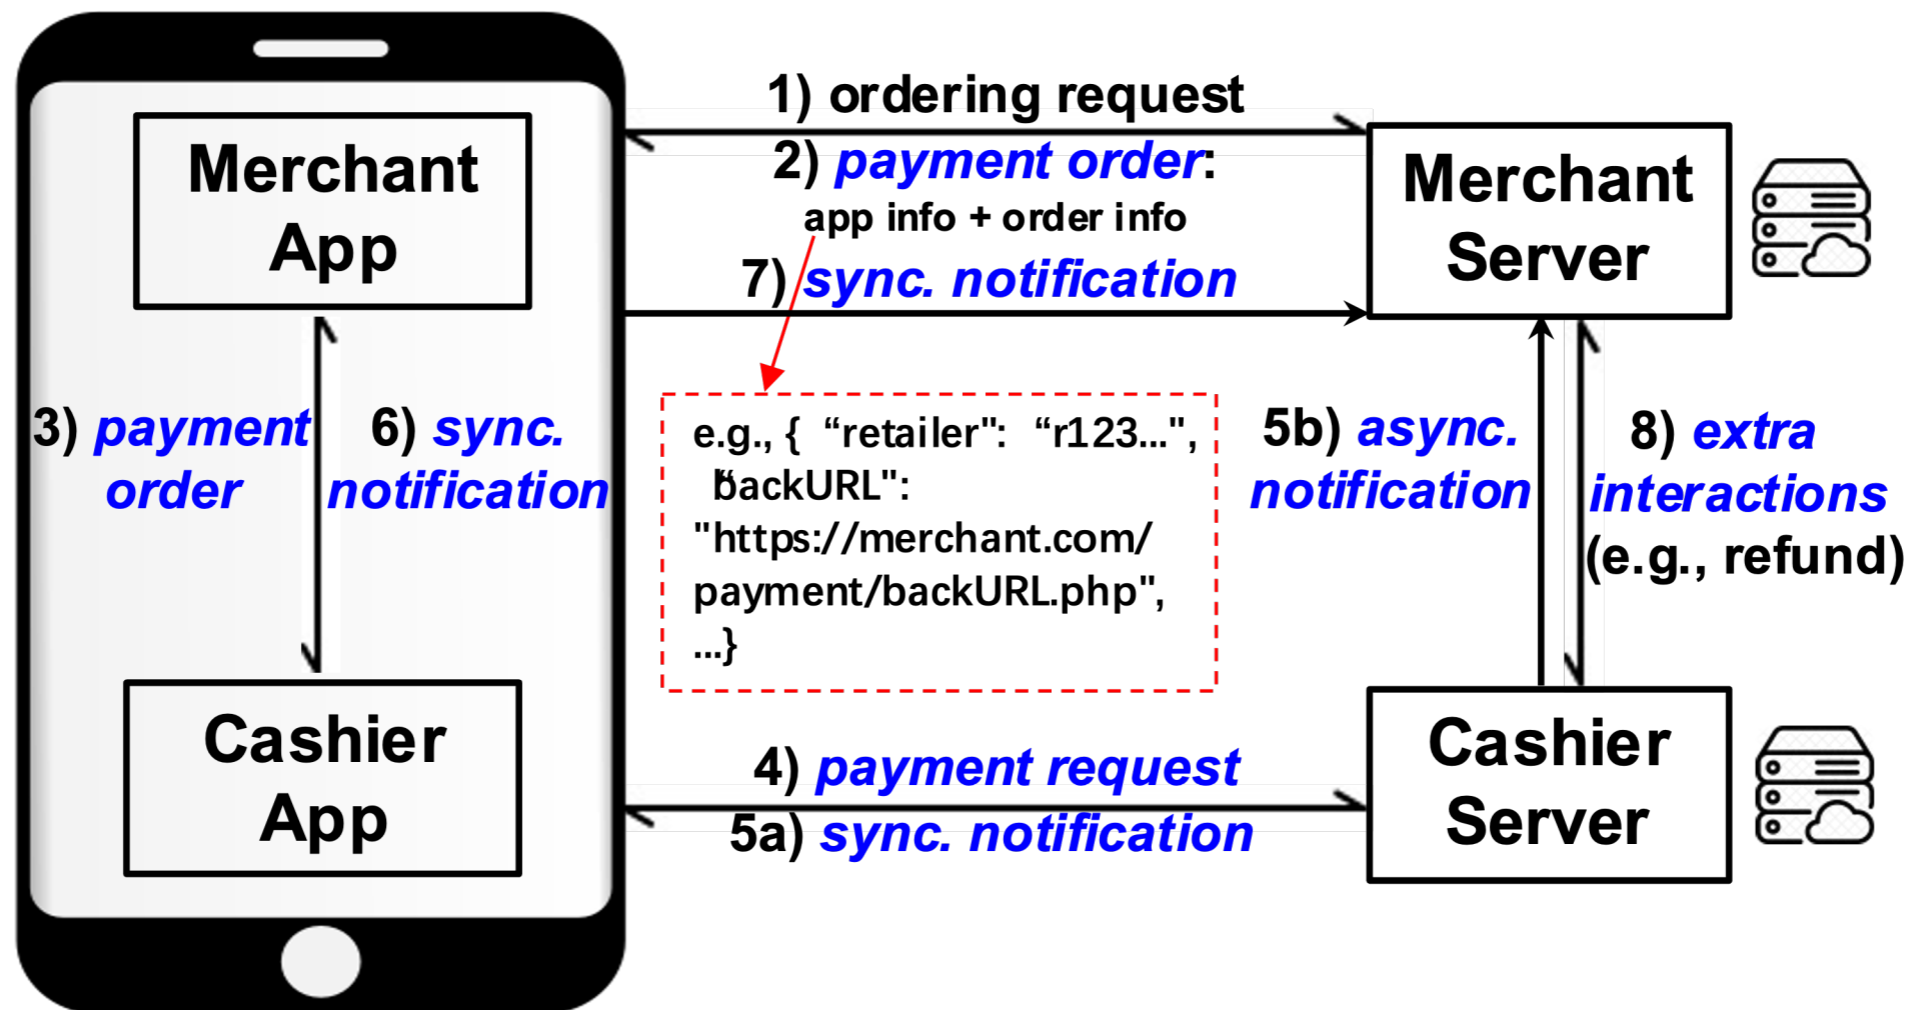 1) ordering request
2) payment order:
app info + order info
7) sync. notification
Merchant
App
Merchant
Server
3) payment
order
6) sync.
notification
e.g., { “retailer": “r123...",
“backURL":
"https://merchant.com/
payment/backURL.php",
...}
5b) async.
notification
8) extra
interactions
(e.g., refund)
Cashier
App
4) payment request
5a) sync. notification
Cashier
Server